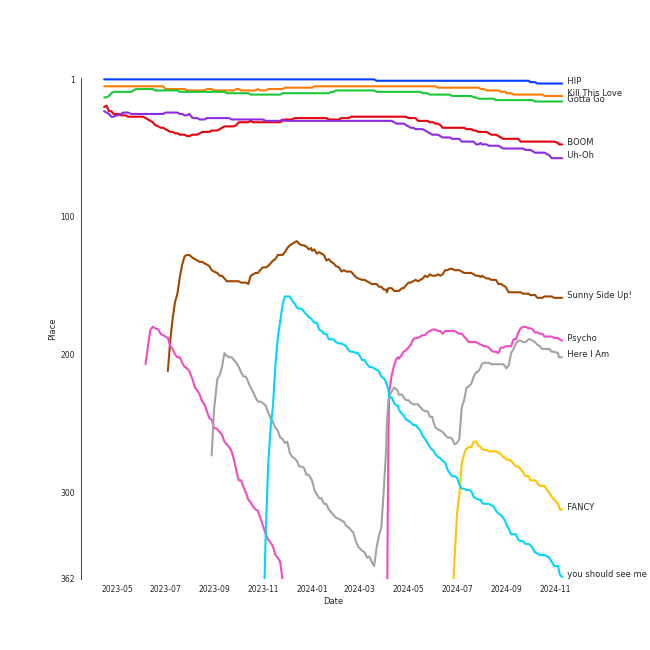 1
HIP
Kill This Love
Gotta Go
BOOM
Uh-Oh
100
Sunny Side Up!
Place
Psycho
200
Here I Am
300
FANCY
362
you should see me
2023-05
2023-07
2023-09
2023-11
2024-01
2024-03
2024-05
2024-07
2024-09
2024-11
Date